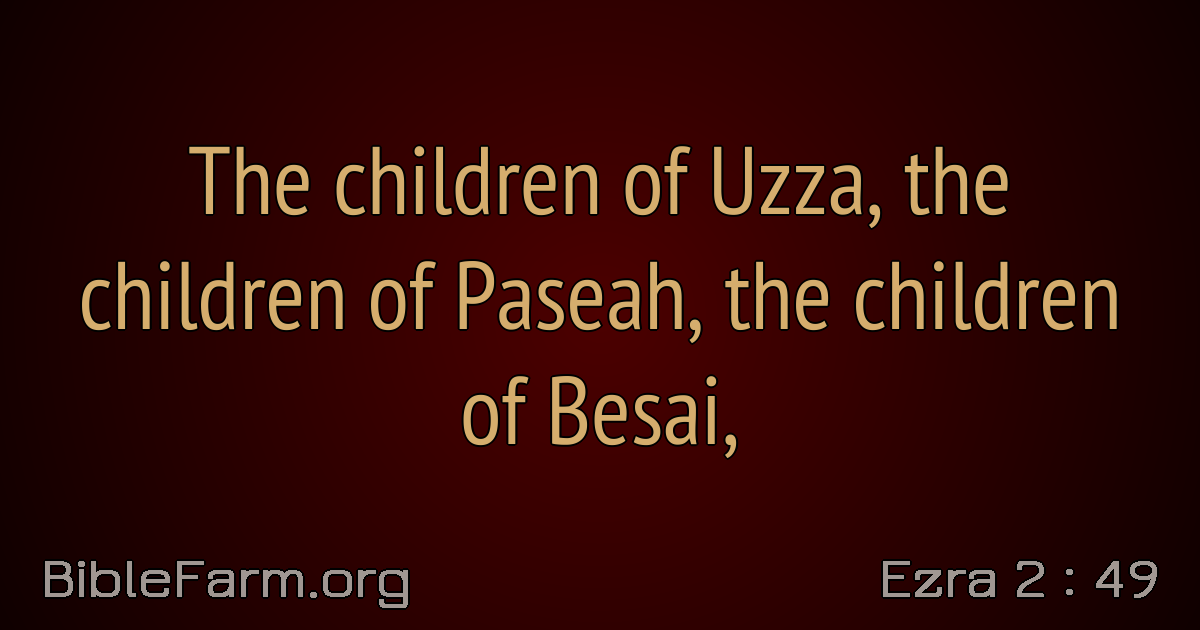 The children of Uzza, the
children of Paseah, the children
of Besai,
BibleFarm.org
Ezra 2 : 49